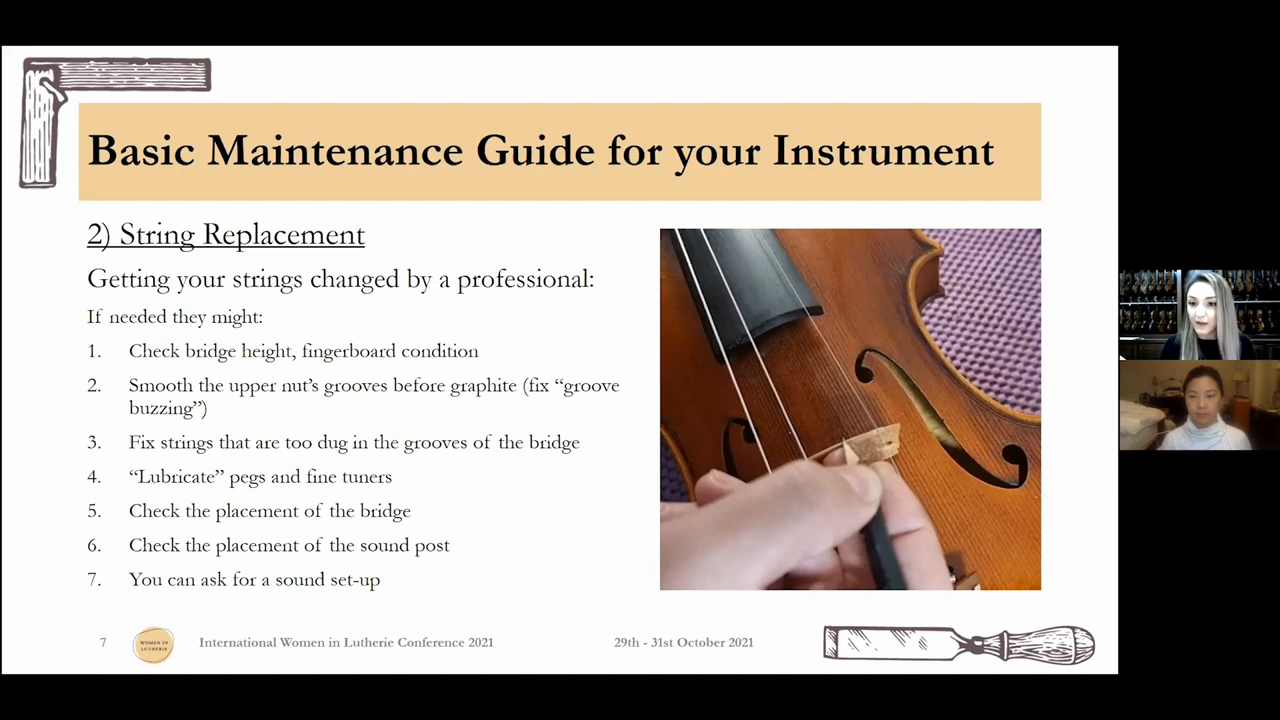 Basic Maintenance Guide for your Instrument
2) String Replacement
Getting your strings changed by a professional:
If needed they might:
1. Check bridge height, fingerboard condition
2. Smooth the upper nut's grooves before graphite (fix “groove
buzzing”)
3. Fix strings that are too dug in the grooves of the bridge
4. “Lubricate” pegs and fine tuners
5. Check the placement of the bridge
6. Check the placement of the sound post
7. You can ask for a sound set-up
7
WOMEN IN
LUTHERIE
International Women in Lutherie Conference 2021
29th - 31st October 2021